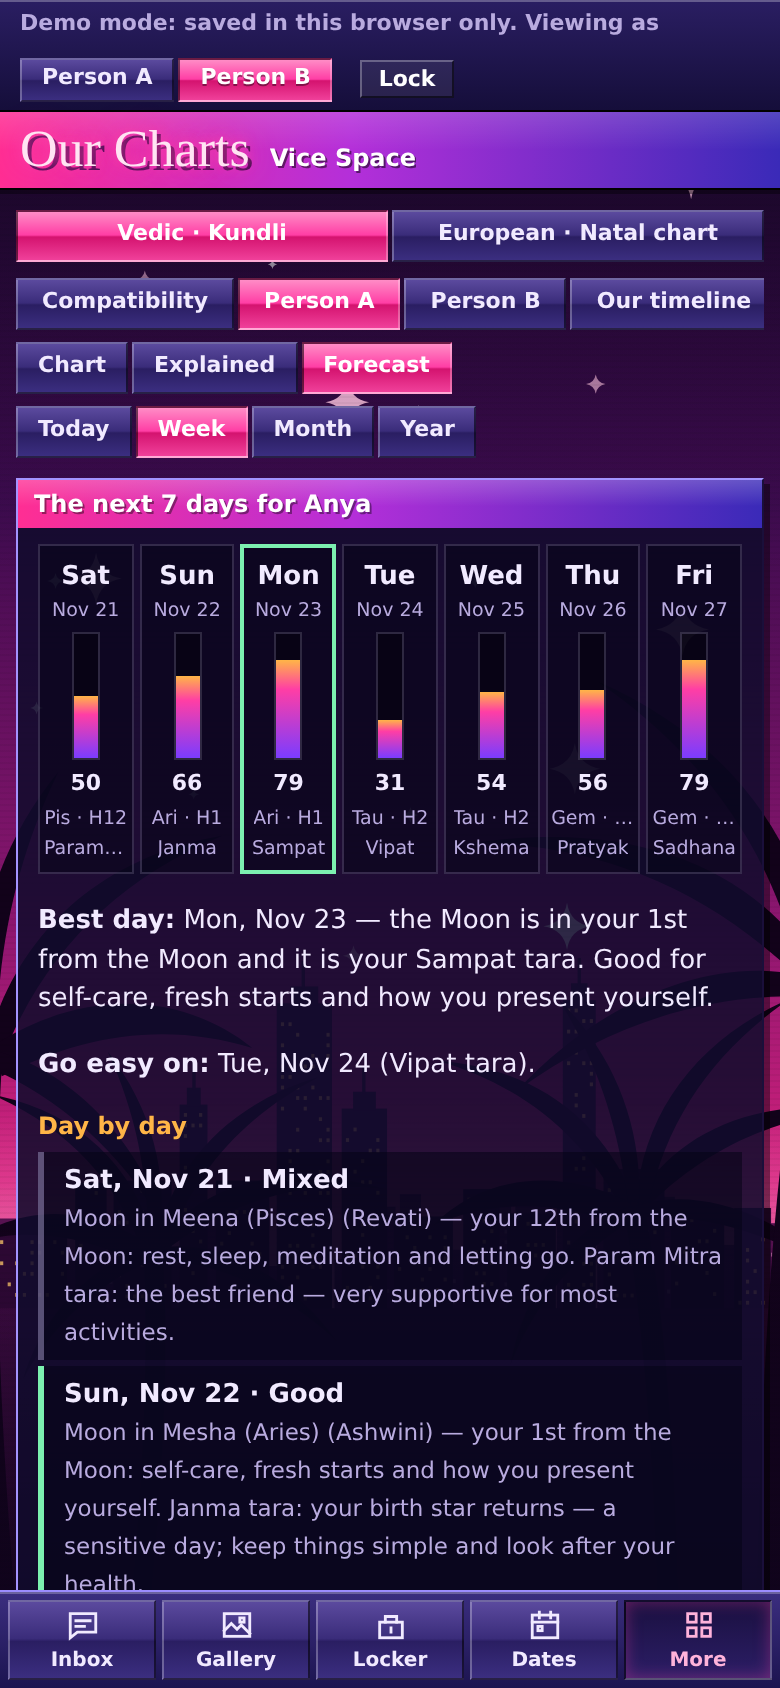 Demo mode: saved in this browser only. Viewing as
Person A Person B Lock
Our Charts Vice Space
Vedic · Kundli European · Natal chart
Compatibility Person A Person B Our timeline
Chart Explained Forecast
Today Week Month Year
The next 7 days for Anya
Sat Sun Mon Tue Wed Thu Fri
Nov 21 Nov 22 Nov 23 Nov 24 Nov 25 Nov 26 Nov 27
50 66 79 31 54 56 79
Pis · H12 Ari · H1 Ari · H1 Tau · H2 Tau · H2 Gem · … Gem · …
Param… Janma Sampat Vipat Kshema Pratyak Sadhana
Best day: Mon, Nov 23 — the Moon is in your 1st
from the Moon and it is your Sampat tara. Good for
self-care, fresh starts and how you present yourself.
Go easy on: Tue, Nov 24 (Vipat tara).
Day by day
Sat, Nov 21 · Mixed
Moon in Meena (Pisces) (Revati) — your 12th from the
Moon: rest, sleep, meditation and letting go. Param Mitra
tara: the best friend — very supportive for most
activities.
Sun, Nov 22 · Good
Moon in Mesha (Aries) (Ashwini) — your 1st from the
Moon: self-care, fresh starts and how you present
yourself. Janma tara: your birth star returns — a
sensitive day; keep things simple and look after your
health.
Inbox Gallery Locker Dates More